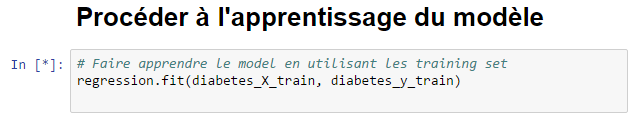 Procéder à l'apprentissage du modèle
In [*]: # Faire apprendre le model en utilisant les training set
regression.fit(diabetes_X_train, diabetes_y_train)